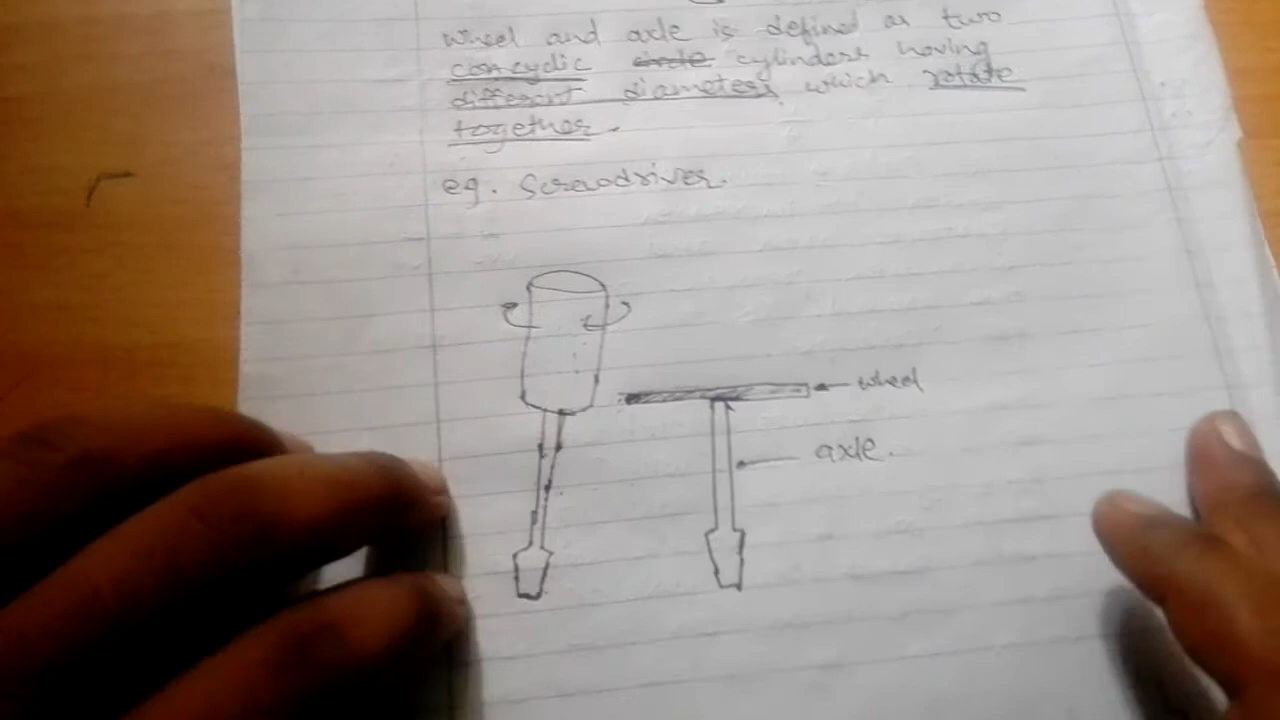 wheel and axle is defined as two
concyclic circle cylinders having
different diameters which rotate
together.
eg. Screwdriver.
wheel
axle.